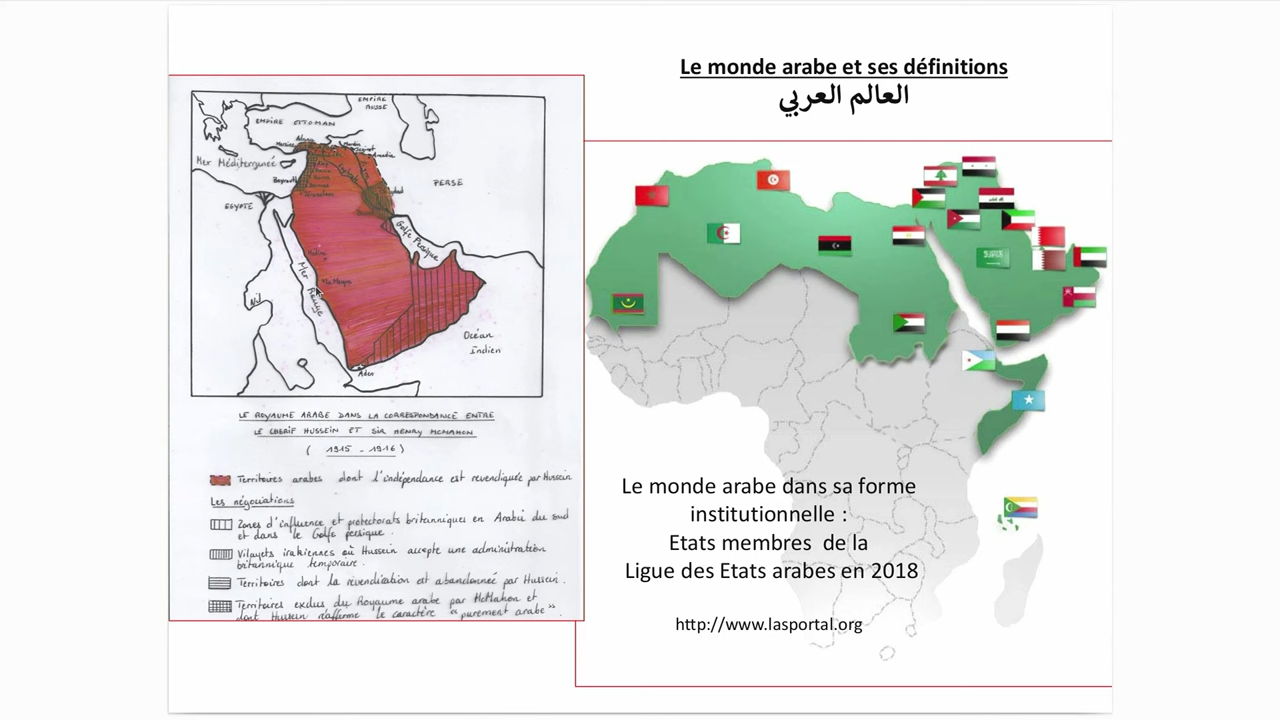 Le monde arabe et ses définitions
العالم العربي
EMPIRE
RUSSE
EMPIRE OTTOMAN
Mer Méditerranée
Beyrouth
PERSE
EGYPTE
Golfe Persique
Mer Rouge
Nil
Océan
Indien
Aden
LE ROYAUME ARABE DANS LA CORRESPONDANCE ENTRE
LE CHERIF HUSSEIN ET SIR HENRY MCMAHON
( 1915 - 1916 )
Territoires arabes dont l'indépendance est revendiquée par Hussein
Les négociations
Zones d'influence et protectorats britanniques en Arabie du sud
et dans le Golfe persique.
Vilayets irakiennes où Hussein accepte une administration
britannique temporaire.
Territoires dont la revendication est abandonnée par Hussein.
Territoires exclus du Royaume arabe par McMahon et
dont Hussein réaffirme le caractère "purement arabe".
Le monde arabe dans sa forme
institutionnelle :
Etats membres de la
Ligue des Etats arabes en 2018
http://www.lasportal.org